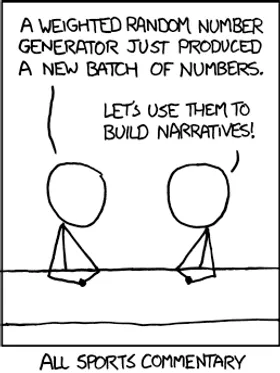 A WEIGHTED RANDOM NUMBER
GENERATOR JUST PRODUCED
A NEW BATCH OF NUMBERS.
LET'S USE THEM TO
BUILD NARRATIVES!
ALL SPORTS COMMENTARY